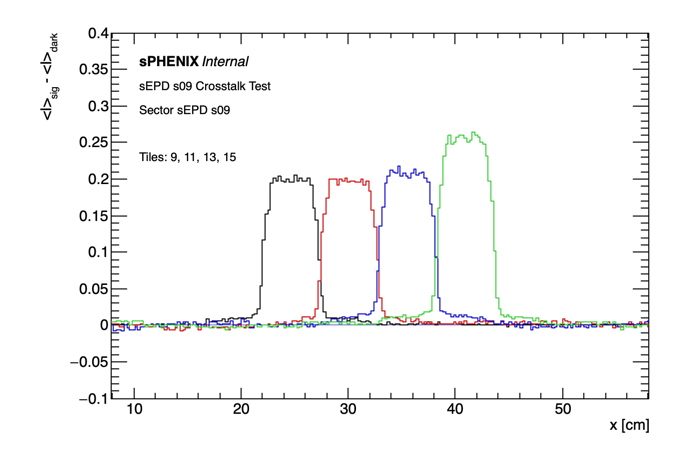 <I>sig - <I>dark
0.4
0.35
0.3
0.25
0.2
0.15
0.1
0.05
0
−0.05
−0.1
sPHENIX Internal
sEPD s09 Crosstalk Test
Sector sEPD s09
Tiles: 9, 11, 13, 15
10 20 30 40 50
x [cm]